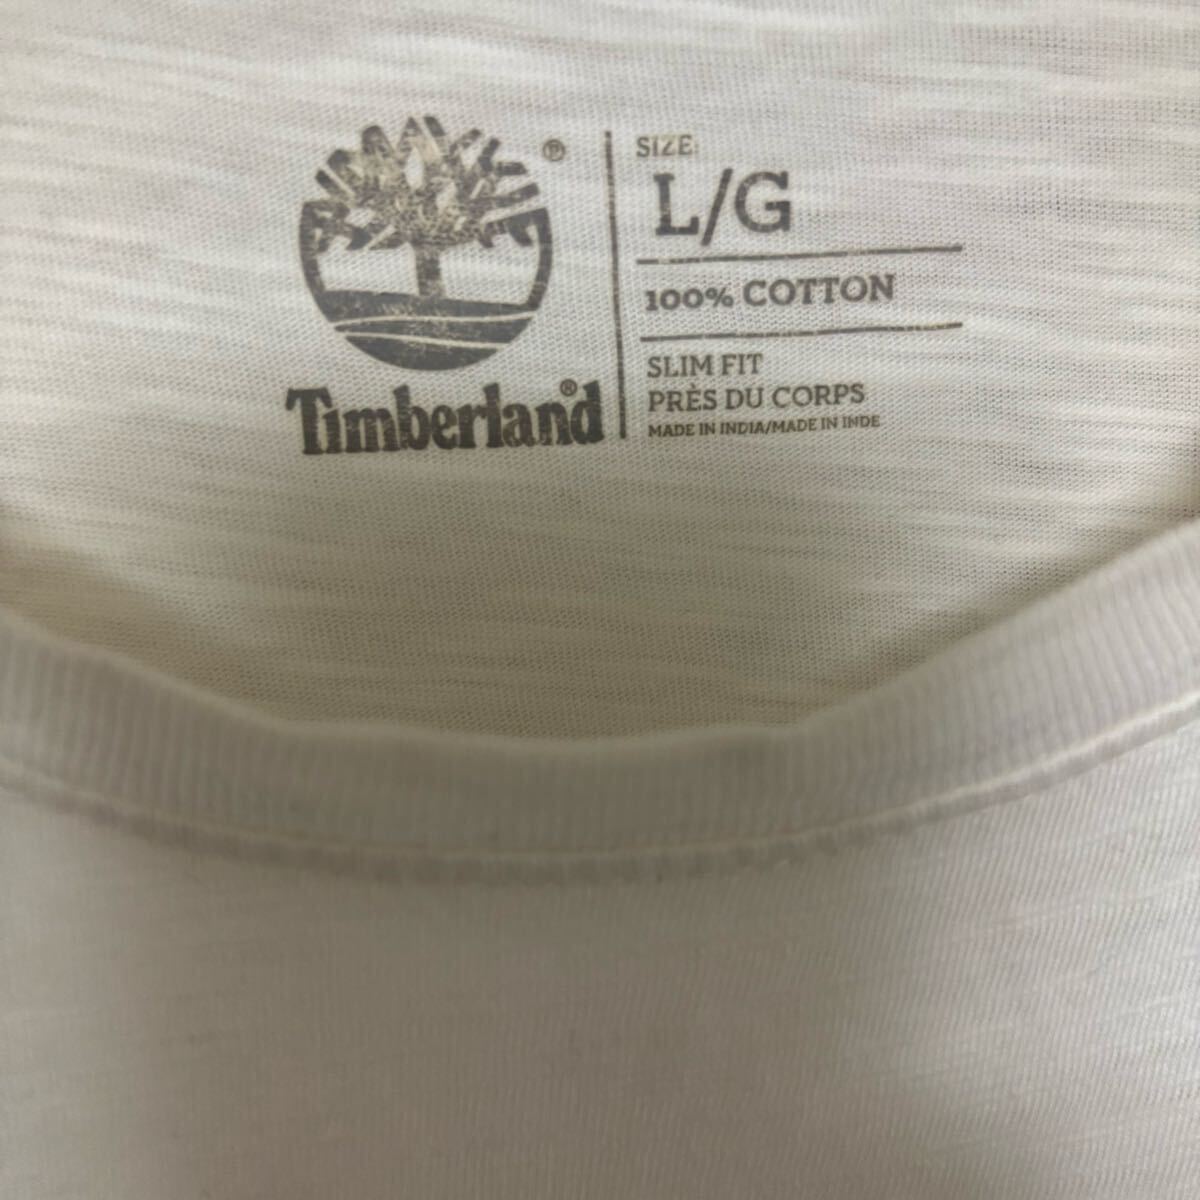 ®
Timberland®
SIZE:
L/G
100% COTTON
SLIM FIT
PRÈS DU CORPS
MADE IN INDIA/MADE IN INDE